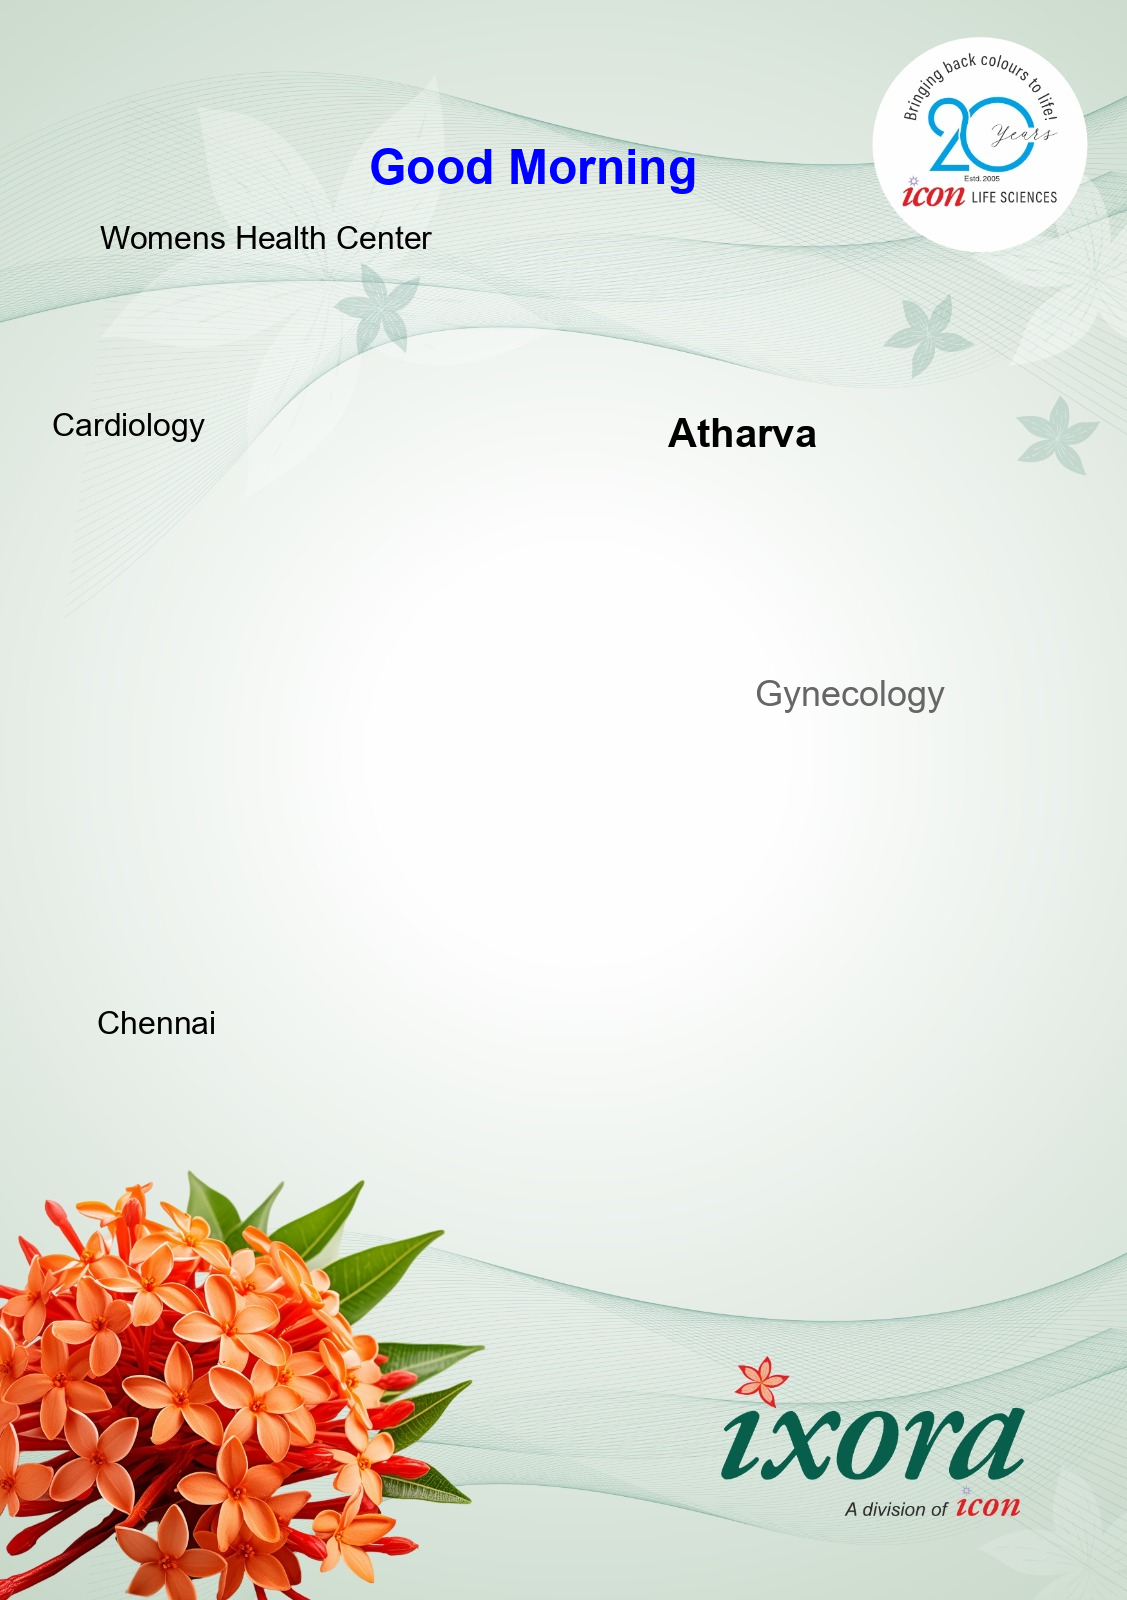 Bringing back colours to life!
20 Years
Estd. 2005
icon LIFE SCIENCES
Good Morning
Womens Health Center
Cardiology
Atharva
Gynecology
Chennai
ixora
A division of icon